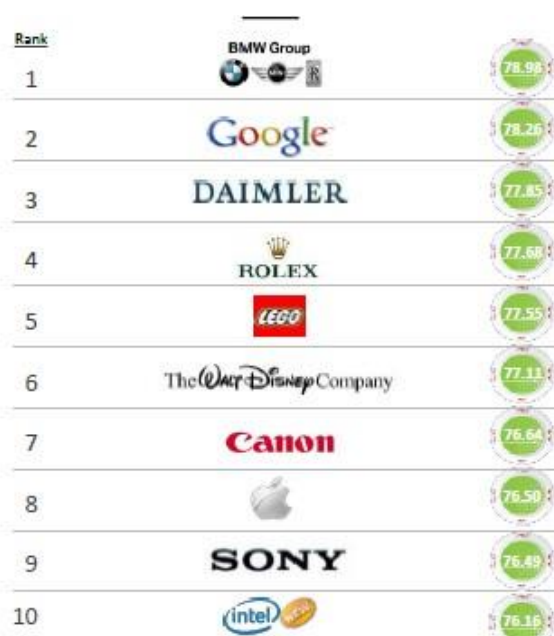 Rank
BMW Group
1 78.98
2 Google 78.26
3 DAIMLER 77.85
4 ROLEX 77.68
5 LEGO 77.55
6 The WALT DISNEY Company 77.11
7 Canon 76.64
8 76.50
9 SONY 76.49
10 intel NEW 76.16